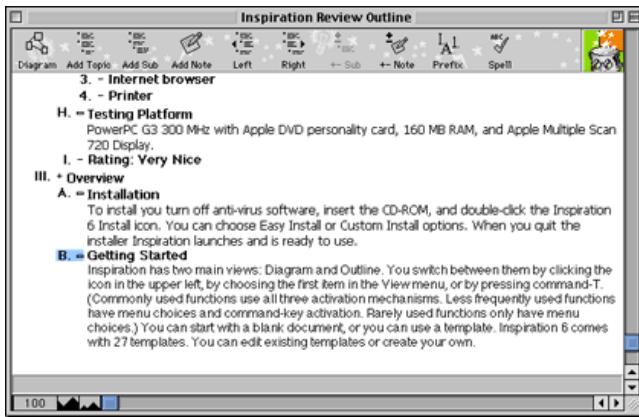 Inspiration Review Outline
Diagram Add Topic Add Sub Add Note Left Right +- Sub +- Note Prefix Spell
3. - Internet browser
4. - Printer
H. Testing Platform
PowerPC G3 300 MHz with Apple DVD personality card, 160 MB RAM, and Apple Multiple Scan
720 Display.
I. - Rating: Very Nice
III. + Overview
A. Installation
To install you turn off anti-virus software, insert the CD-ROM, and double-click the Inspiration
6 Install icon. You can choose Easy Install or Custom Install options. When you quit the
installer Inspiration launches and is ready to use.
B. Getting Started
Inspiration has two main views: Diagram and Outline. You switch between them by clicking the
icon in the upper left, by choosing the first item in the View menu, or by pressing command-T.
(Commonly used functions use all three activation mechanisms. Less frequently used functions
have menu choices and command-key activation. Rarely used functions only have menu
choices.) You can start with a blank document, or you can use a template. Inspiration 6 comes
with 27 templates. You can edit existing templates or create your own.
100